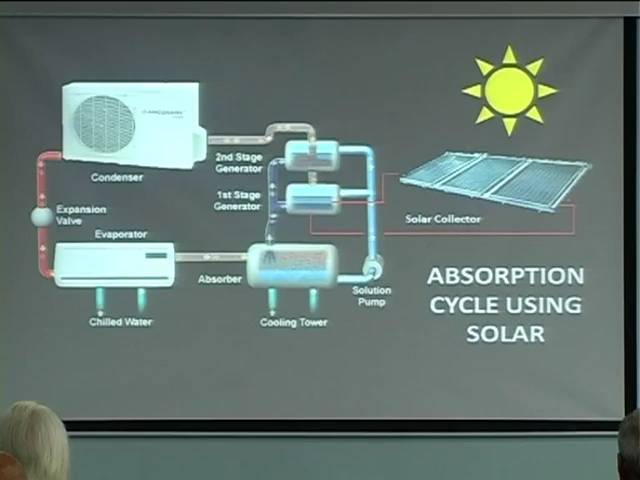 2nd Stage
Generator
Condenser
1st Stage
Generator
Solar Collector
Expansion
Valve
Evaporator
Absorber
Solution
Pump
Chilled Water
Cooling Tower
ABSORPTION
CYCLE USING
SOLAR